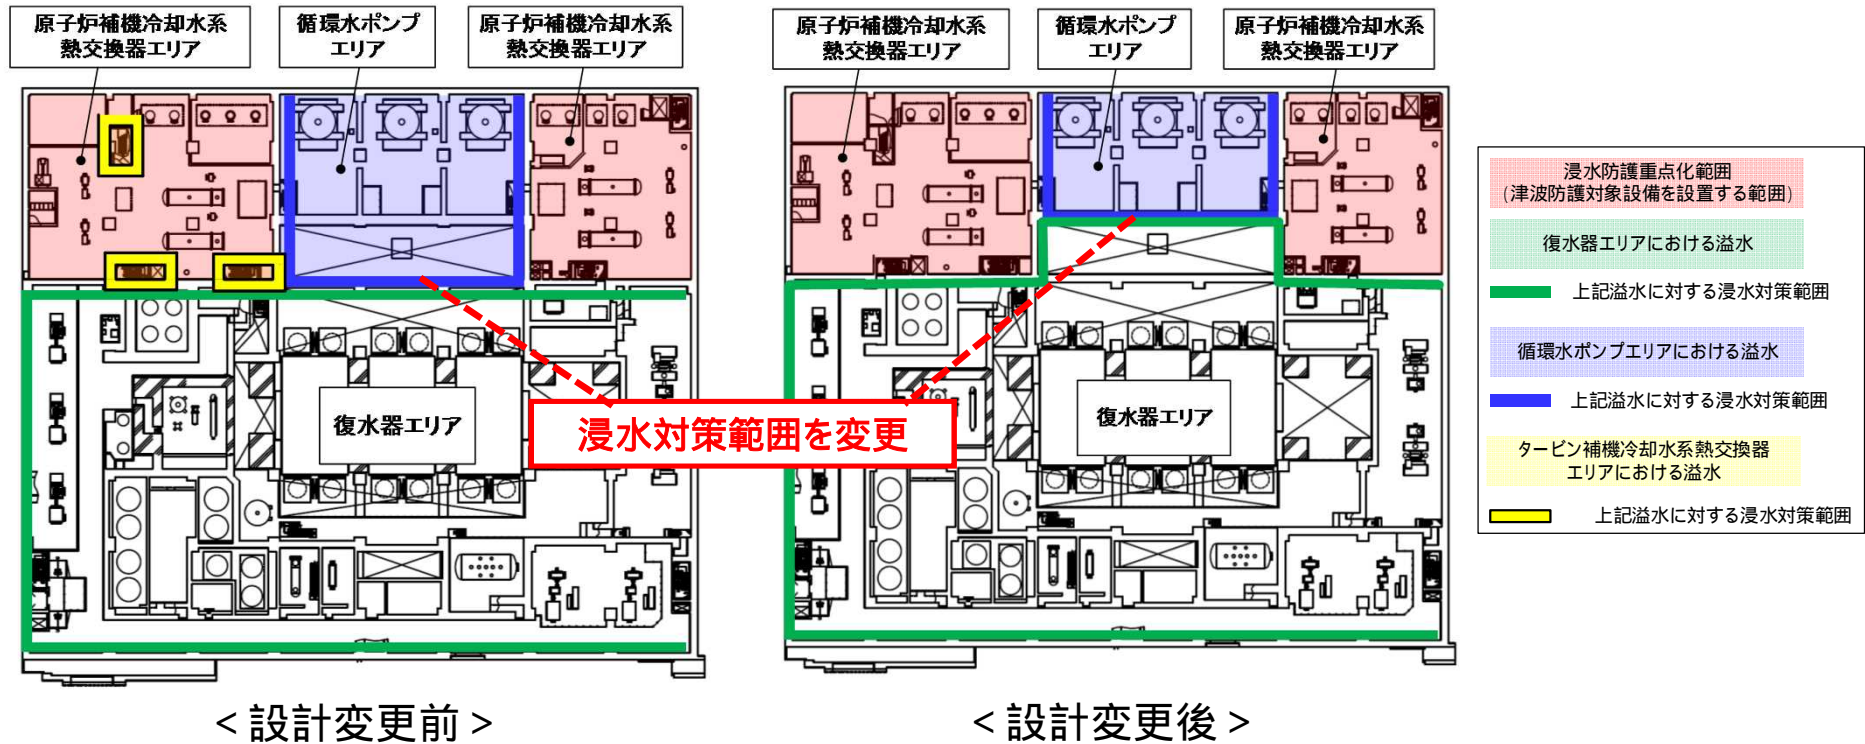 原子炉補機冷却水系
熱交換器エリア
循環水ポンプ
エリア
原子炉補機冷却水系
熱交換器エリア
復水器エリア
<設計変更前>
浸水対策範囲を変更
原子炉補機冷却水系
熱交換器エリア
循環水ポンプ
エリア
原子炉補機冷却水系
熱交換器エリア
復水器エリア
<設計変更後>
浸水防護重点化範囲
(津波防護対象設備を設置する範囲)
復水器エリアにおける溢水
上記溢水に対する浸水対策範囲
循環水ポンプエリアにおける溢水
上記溢水に対する浸水対策範囲
タービン補機冷却水系熱交換器
エリアにおける溢水
上記溢水に対する浸水対策範囲